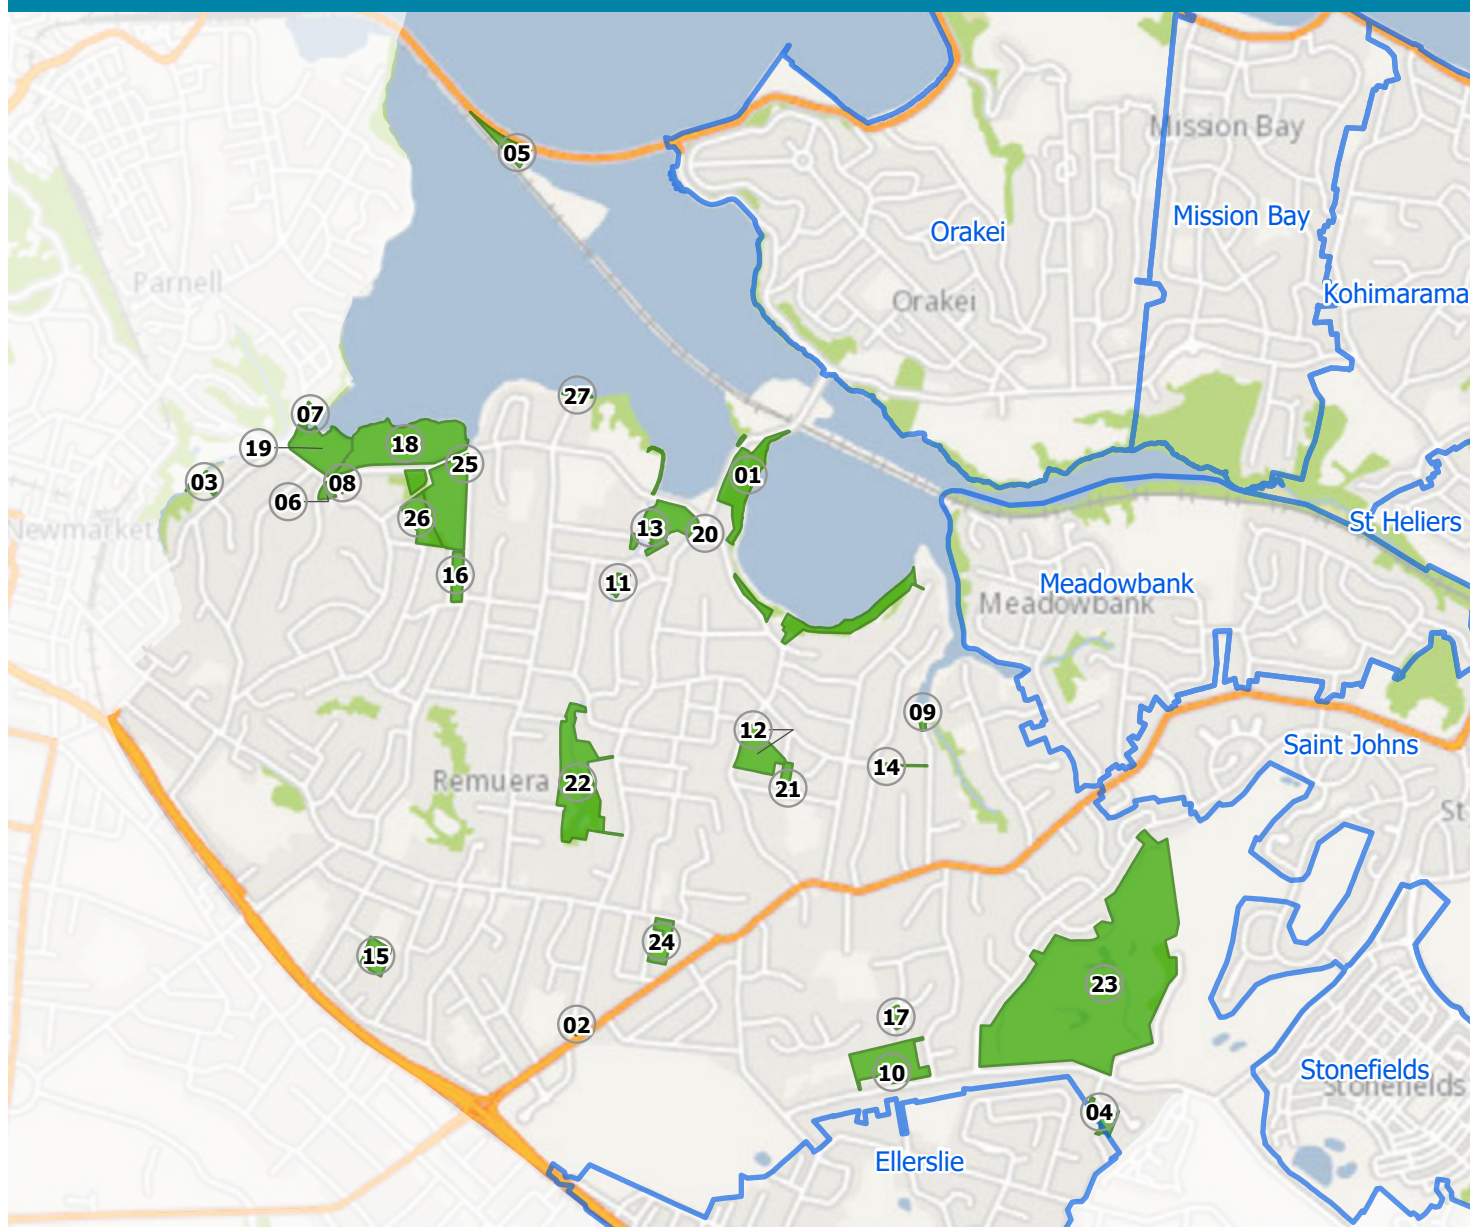 Mission Bay
05
Mission Bay
Orakei
Parnell
Kohimarama
Orakei
27
07
18
19
25
01
03
08
06
26
St Heliers
Newmarket
13
20
16
11
Meadowbank
Meadowbank
09
12
Saint Johns
14
Remuera
22
21
St
24
15
23
17
02
Stonefields
10
Stonefields
04
Ellerslie